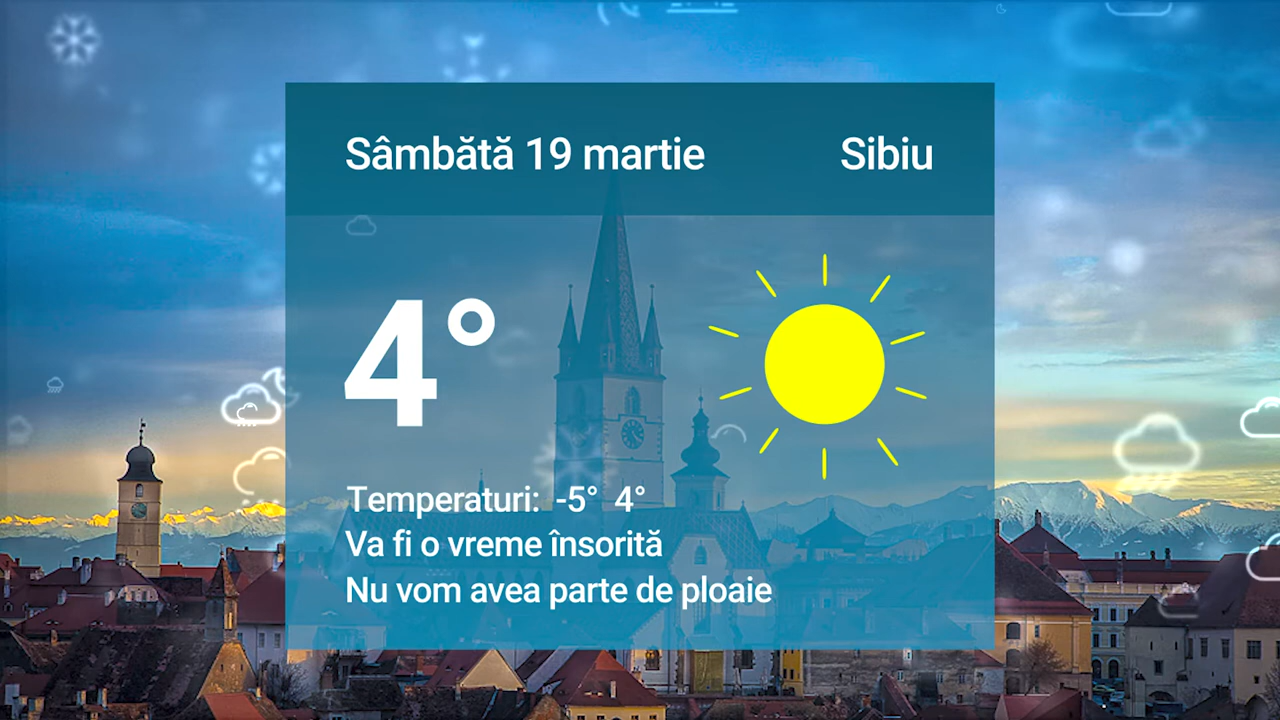 Sâmbătă 19 martie Sibiu
4°
Temperaturi: -5° 4°
Va fi o vreme însorită
Nu vom avea parte de ploaie